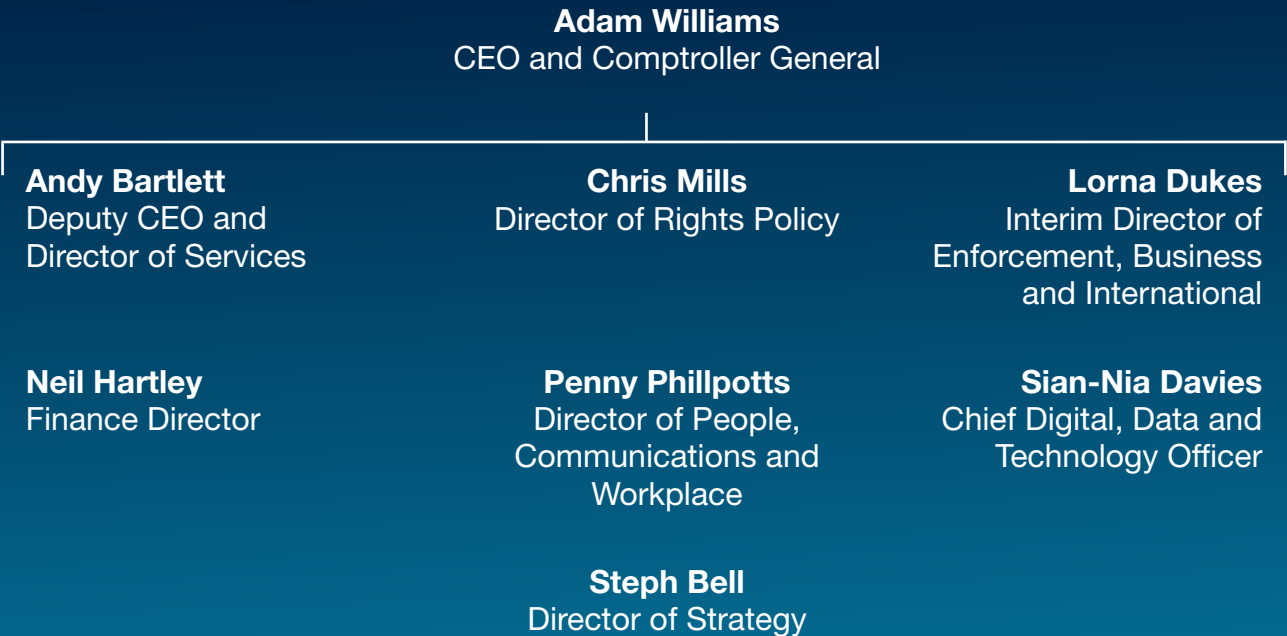 Adam Williams
CEO and Comptroller General
Andy Bartlett
Deputy CEO and
Director of Services
Chris Mills
Director of Rights Policy
Lorna Dukes
Interim Director of
Enforcement, Business
and International
Neil Hartley
Finance Director
Penny Phillpotts
Director of People,
Communications and
Workplace
Sian-Nia Davies
Chief Digital, Data and
Technology Officer
Steph Bell
Director of Strategy